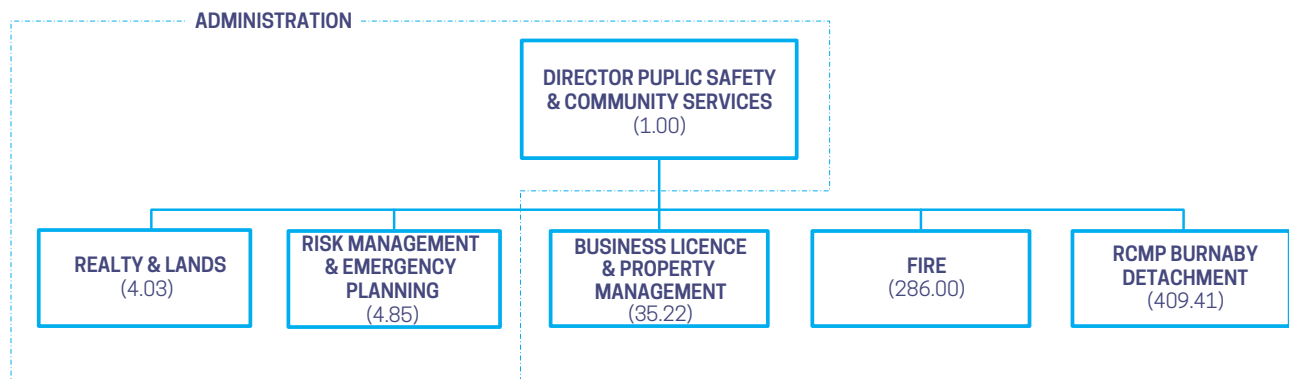 ADMINISTRATION
DIRECTOR PUPLIC SAFETY
& COMMUNITY SERVICES
(1.00)
REALTY & LANDS
(4.03)
RISK MANAGEMENT
& EMERGENCY
PLANNING
(4.85)
BUSINESS LICENCE
& PROPERTY
MANAGEMENT
(35.22)
FIRE
(286.00)
RCMP BURNABY
DETACHMENT
(409.41)